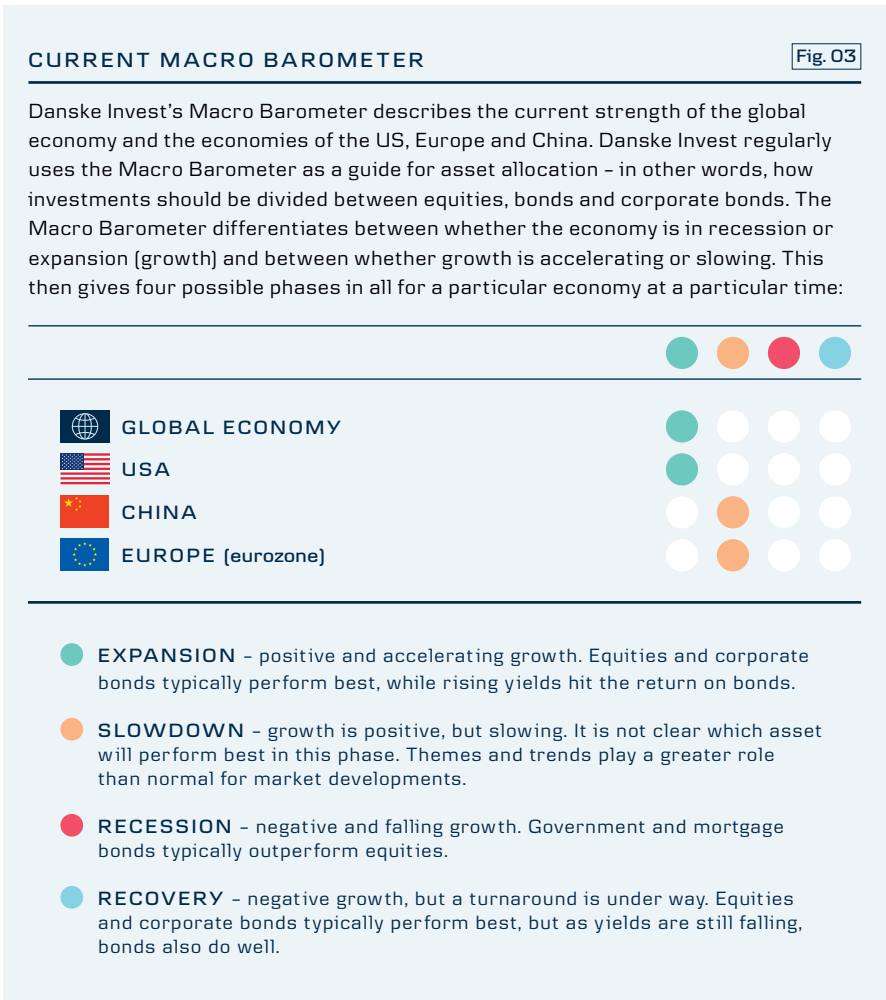 CURRENT MACRO BAROMETER
Fig. 03
Danske Invest's Macro Barometer describes the current strength of the global
economy and the economies of the US, Europe and China. Danske Invest regularly
uses the Macro Barometer as a guide for asset allocation – in other words, how
investments should be divided between equities, bonds and corporate bonds. The
Macro Barometer differentiates between whether the economy is in recession or
expansion (growth) and between whether growth is accelerating or slowing. This
then gives four possible phases in all for a particular economy at a particular time:
GLOBAL ECONOMY
USA
CHINA
EUROPE (eurozone)
EXPANSION – positive and accelerating growth. Equities and corporate
bonds typically perform best, while rising yields hit the return on bonds.
SLOWDOWN – growth is positive, but slowing. It is not clear which asset
will perform best in this phase. Themes and trends play a greater role
than normal for market developments.
RECESSION – negative and falling growth. Government and mortgage
bonds typically outperform equities.
RECOVERY – negative growth, but a turnaround is under way. Equities
and corporate bonds typically perform best, but as yields are still falling,
bonds also do well.